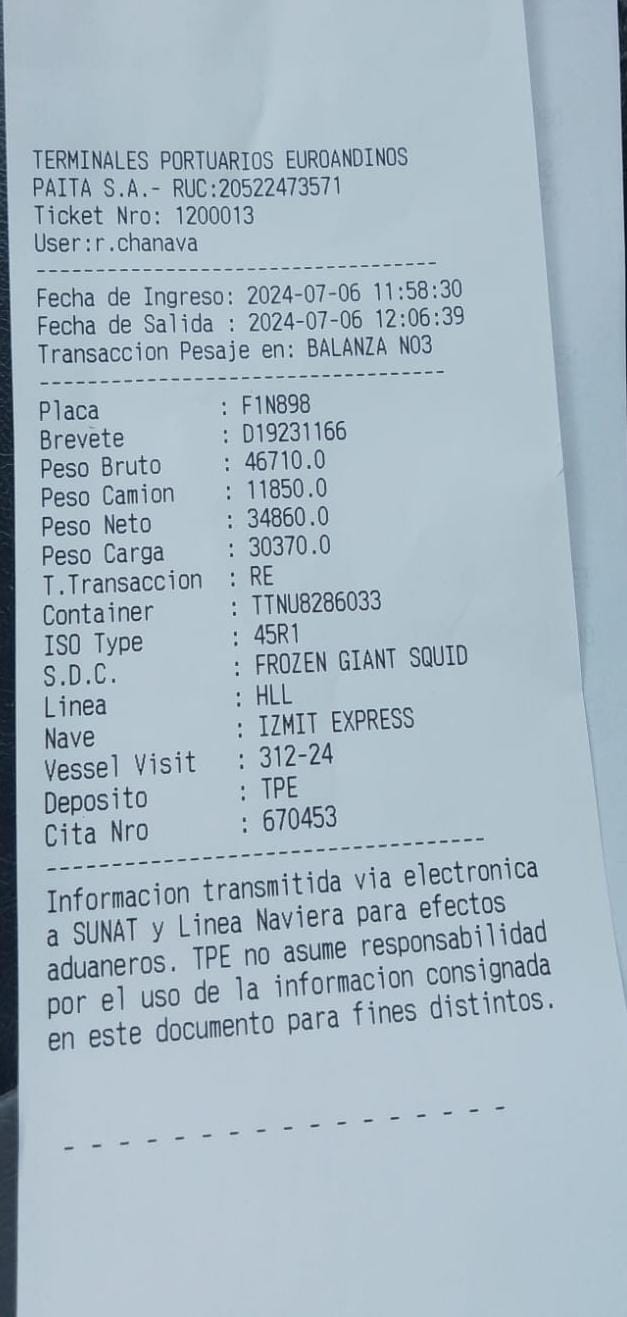 TERMINALES PORTUARIOS EUROANDINOS
PAITA S.A.- RUC:20522473571
Ticket Nro: 1200013
User:r.chanava
----------------------------------
Fecha de Ingreso: 2024-07-06 11:58:30
Fecha de Salida : 2024-07-06 12:06:39
Transaccion Pesaje en: BALANZA NO3
----------------------------------
Placa : F1N898
Brevete : D19231166
Peso Bruto : 46710.0
Peso Camion : 11850.0
Peso Neto : 34860.0
Peso Carga : 30370.0
T.Transaccion : RE
Container : TTNU8286033
ISO Type : 45R1
S.D.C. : FROZEN GIANT SQUID
Linea : HLL
Nave : IZMIT EXPRESS
Vessel Visit : 312-24
Deposito : TPE
Cita Nro : 670453
----------------------------------
Informacion transmitida via electronica
a SUNAT y Linea Naviera para efectos
aduaneros. TPE no asume responsabilidad
por el uso de la informacion consignada
en este documento para fines distintos.
- - - - - - - - - - - - - - - - -